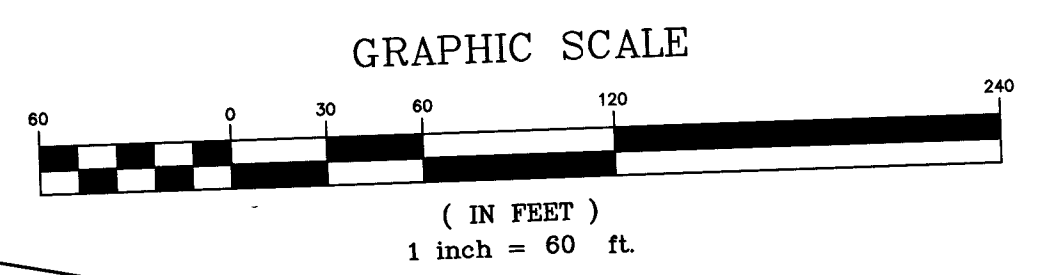 GRAPHIC SCALE
60 0 30 60 120 240
( IN FEET )
1 inch = 60 ft.